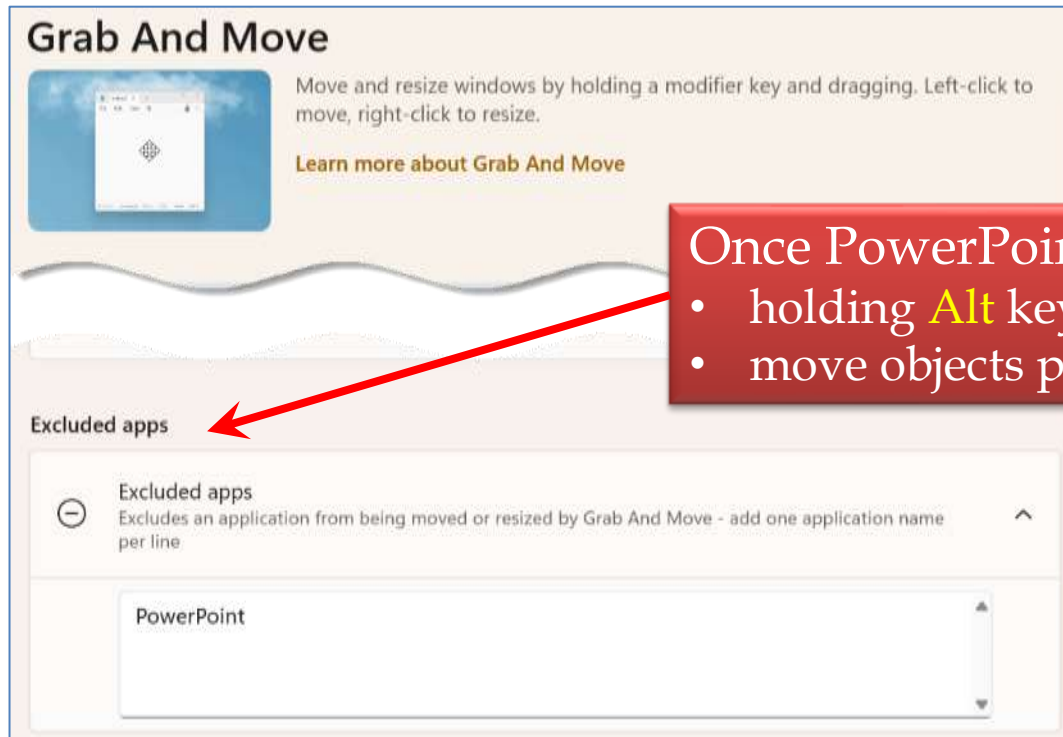 Grab And Move
Move and resize windows by holding a modifier key and dragging. Left-click to
move, right-click to resize.
Learn more about Grab And Move
Once PowerPoin
• holding Alt key
• move objects p
Excluded apps
Excluded apps
Excludes an application from being moved or resized by Grab And Move - add one application name
per line
PowerPoint